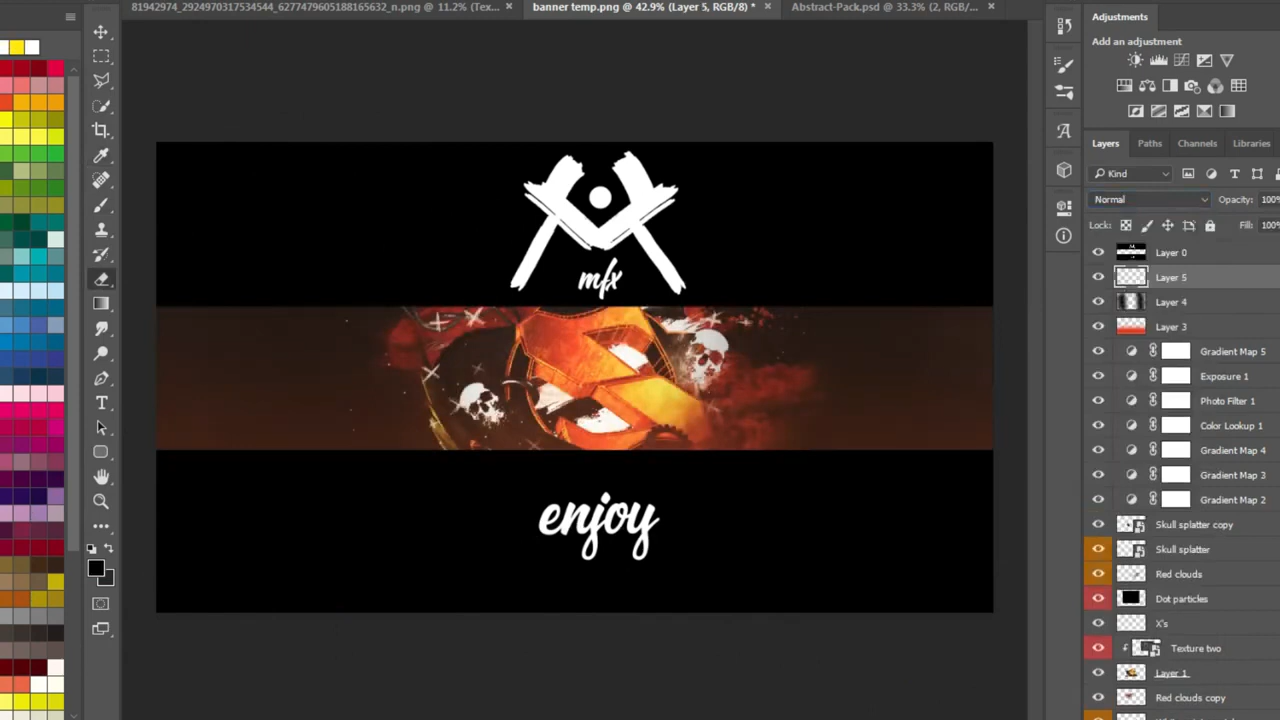 81942974_2924970317534544_6277479605188165632_n.png @ 11.2% (Tex...
banner temp.png @ 42.9% (Layer 5, RGB/8) *
Abstract-Pack.psd @ 33.3% (2, RGB/...
Adjustments
Add an adjustment
Layers
Paths
Channels
Libraries
Kind
Normal
Opacity: 100%
Lock:
Fill: 100%
Layer 0
Layer 5
Layer 4
Layer 3
Gradient Map 5
Exposure 1
Photo Filter 1
Color Lookup 1
Gradient Map 4
Gradient Map 3
Gradient Map 2
Skull splatter copy
Skull splatter
Red clouds
Dot particles
X's
Texture two
Layer 1
Red clouds copy
mfx
enjoy